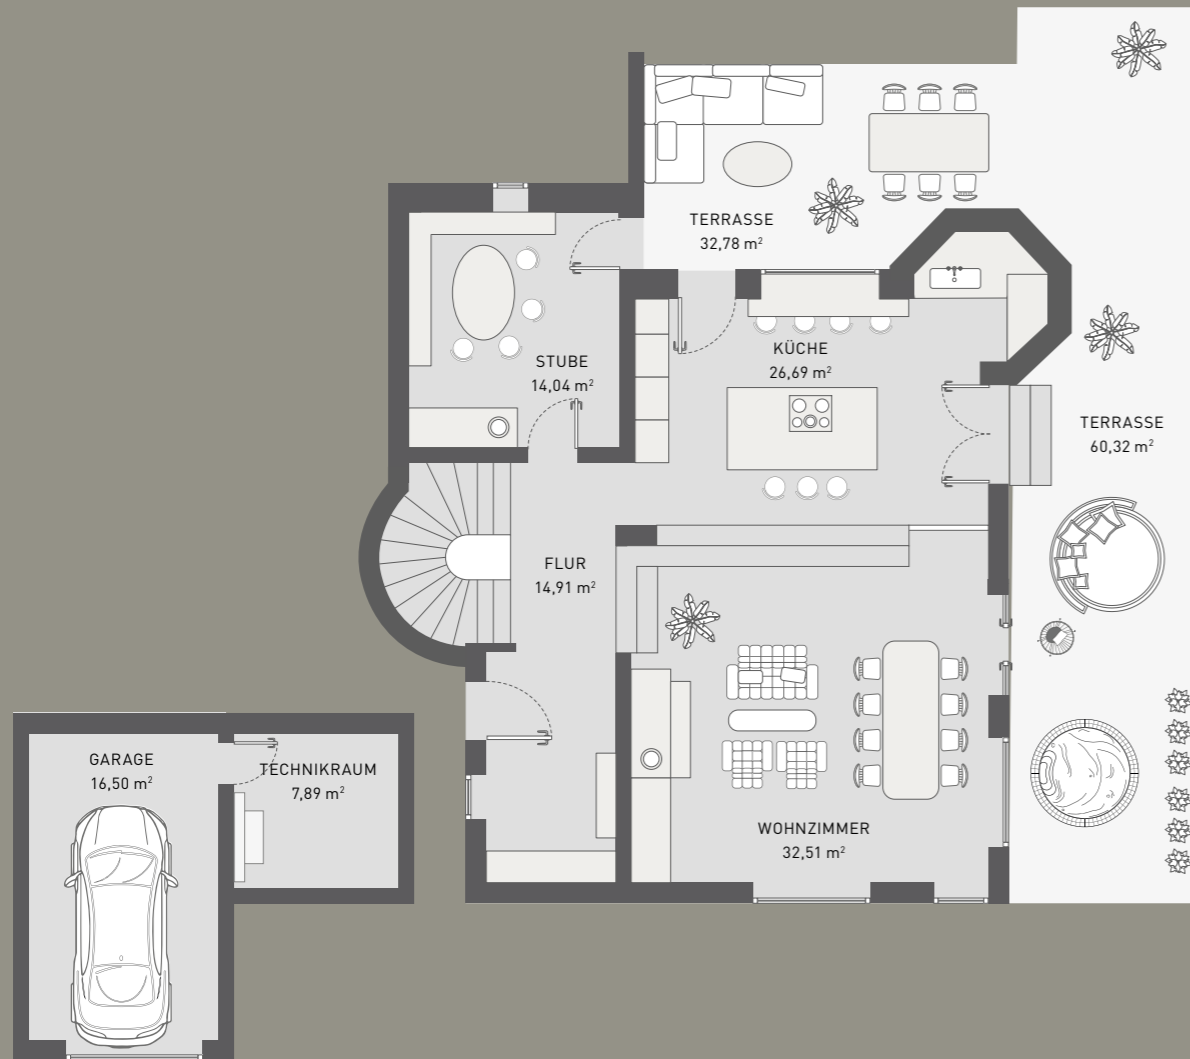 TERRASSE
32,78 m²
STUBE
14,04 m²
KÜCHE
26,69 m²
TERRASSE
60,32 m²
FLUR
14,91 m²
GARAGE
16,50 m²
TECHNIKRAUM
7,89 m²
WOHNZIMMER
32,51 m²